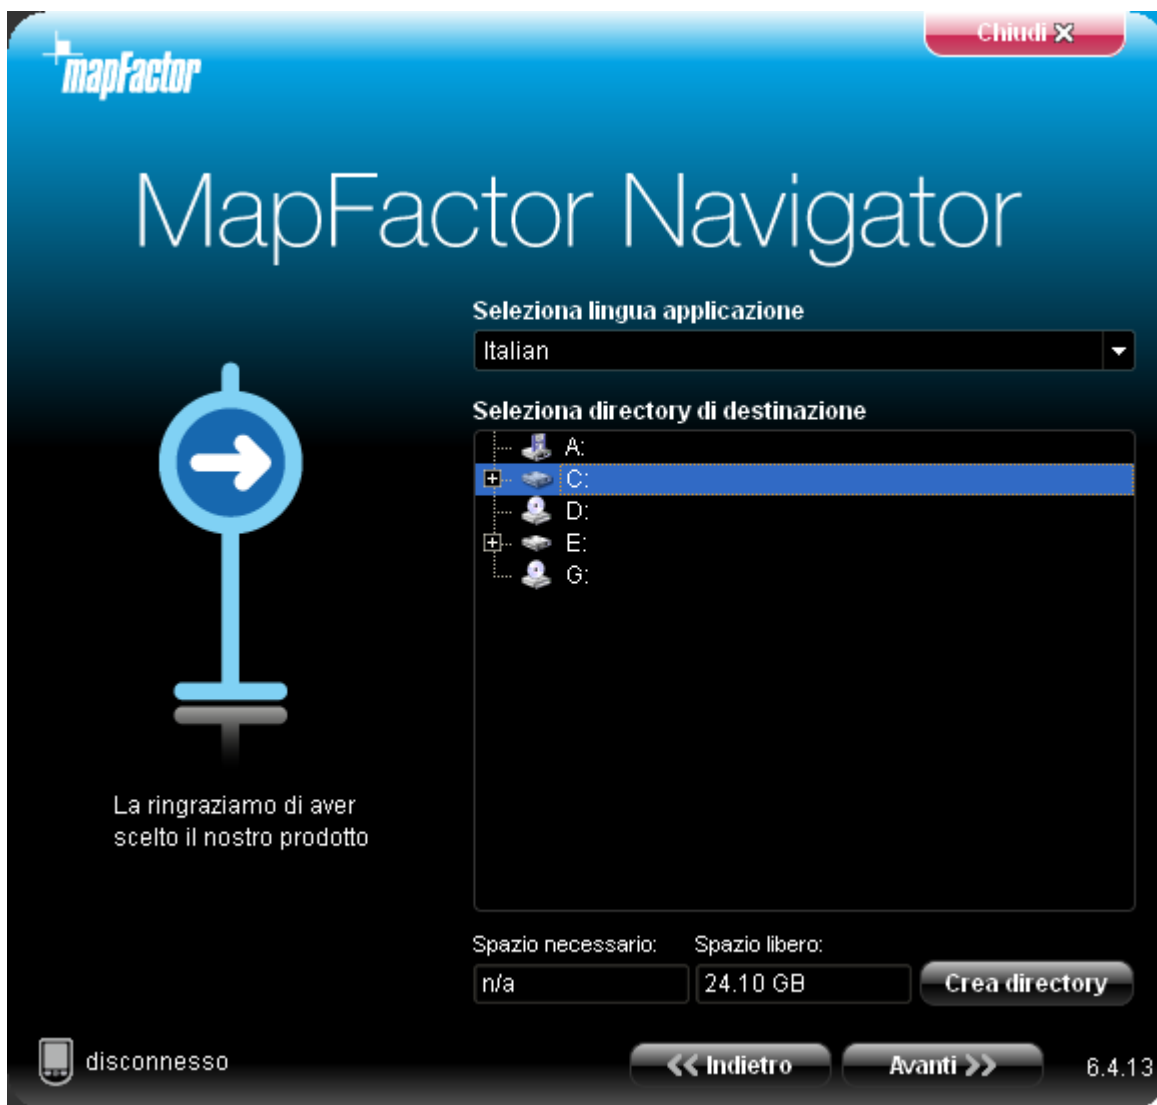 Chiudi
mapFactor
MapFactor Navigator
Seleziona lingua applicazione
Italian
Seleziona directory di destinazione
A:
C:
D:
E:
G:
La ringraziamo di aver
scelto il nostro prodotto
Spazio necessario: Spazio libero:
n/a 24.10 GB Crea directory
disconnesso << Indietro Avanti >> 6.4.13